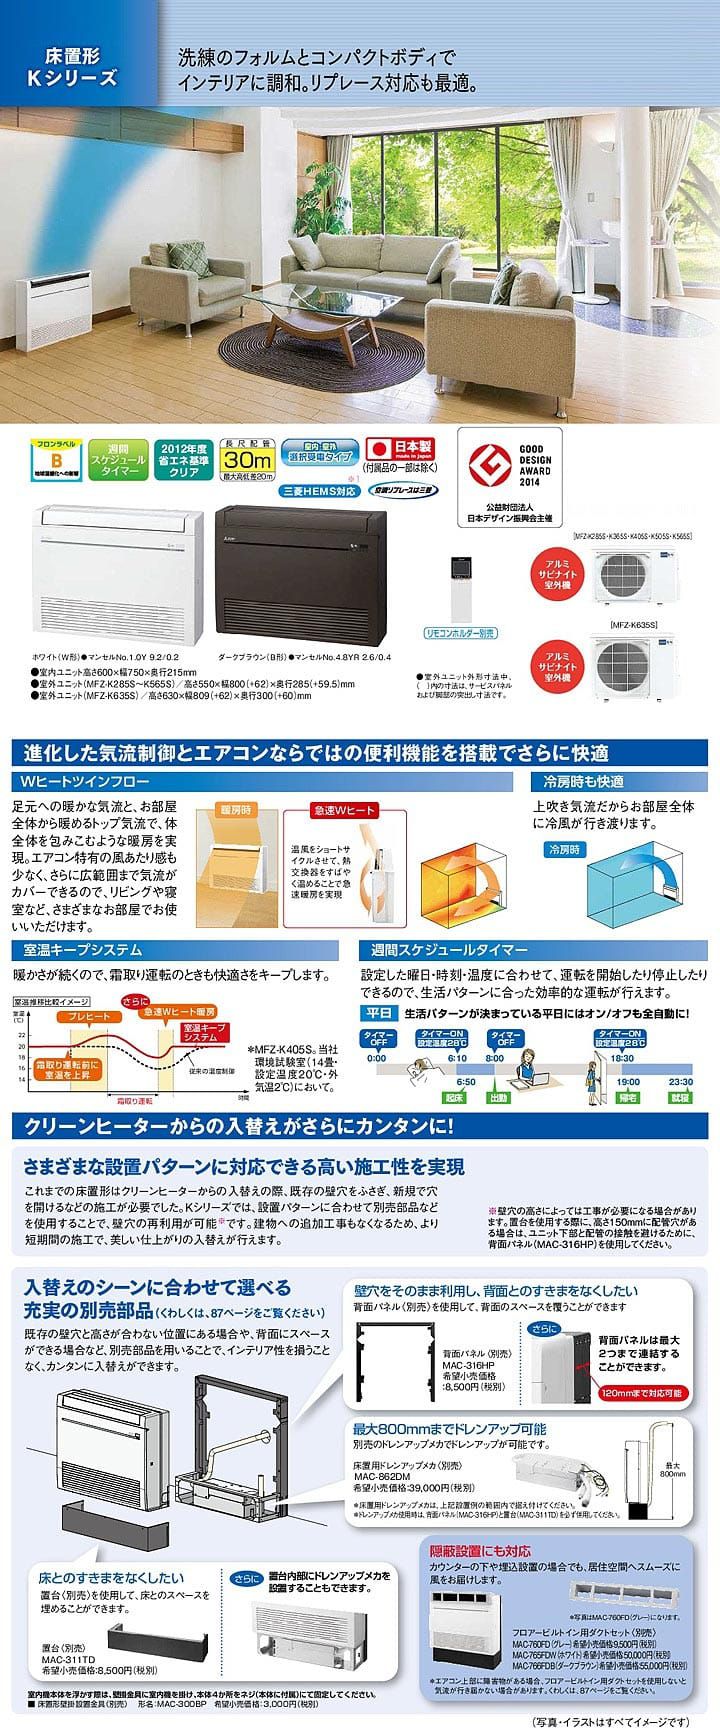 床置形
Kシリーズ
洗練のフォルムとコンパクトボディで
インテリアに調和。リプレース対応も最適。
フロンラベル
B
地球温暖化への影響
週間
スケジュール
タイマー
2012年度
省エネ基準
クリア
長尺配管
30m
最大高低差20m
室内・室外
選択受電タイプ
日本製
made in Japan
(付属品の一部は除く)
※1
三菱HEMS対応
空調リプレースは三菱
GOOD
DESIGN
AWARD
2014
公益財団法人
日本デザイン振興会主催
[MFZ-K285S・K365S・K405S・K505S・K565S]
アルミ
サビナイト
室外機
[MFZ-K635S]
アルミ
サビナイト
室外機
リモコンホルダー別売
ホワイト(W形)●マンセルNo.1.0Y 9.2/0.2
ダークブラウン(B形)●マンセルNo.4.8YR 2.6/0.4
●室内ユニット高さ600×幅750×奥行215mm
●室外ユニット(MFZ-K285S〜K565S)/高さ550×幅800(+62)×奥行285(+59.5)mm
●室外ユニット(MFZ-K635S)/高さ630×幅809(+62)×奥行300(+60)mm
●室外ユニット外形寸法中、
( )内の寸法は、サービスパネル
および脚部の突出し寸法です。
進化した気流制御とエアコンならではの便利機能を搭載でさらに快適
Wヒートツインフロー
足元への暖かな気流と、お部屋
全体から暖めるトップ気流で、体
全体を包みこむような暖房を実
現。エアコン特有の風あたり感も
少なく、さらに広範囲まで気流が
カバーできるので、リビングや寝
室など、さまざまなお部屋でお使
いいただけます。
暖房時
急速Wヒート
温風をショートサ
イクルさせて、熱
交換器をすばや
く温めることで急
速暖房を実現
冷房時も快適
上吹き気流だからお部屋全体
に冷風が行き渡ります。
冷房時
室温キープシステム
暖かさが続くので、霜取り運転のときも快適さをキープします。
室温推移比較イメージ
室温
(℃)
22
20
18
16
14
プレヒート
さらに
急速Wヒート暖房
室温キープ
システム
霜取り運転前に
室温を上昇
従来の温度制御
霜取り運転
時間
※MFZ-K405S。当社
環境試験室(14畳・
設定温度20℃・外
気温2℃)において。
週間スケジュールタイマー
設定した曜日・時刻・温度に合わせて、運転を開始したり停止したり
できるので、生活パターンに合った効率的な運転が行えます。
平日 生活パターンが決まっている平日にはオン/オフも全自動に!
タイマー
OFF
タイマーON
設定温度28℃
タイマー
OFF
タイマーON
設定温度28℃
0:00
6:10
8:00
18:30
6:50
19:00
23:30
起床
出勤
帰宅
就寝
クリーンヒーターからの入替えがさらにカンタンに!
さまざまな設置パターンに対応できる高い施工性を実現
これまでの床置形はクリーンヒーターからの入替えの際、既存の壁穴をふさぎ、新規で穴
を開けるなどの施工が必要でした。Kシリーズでは、設置パターンに合わせて別売部品など
を使用することで、壁穴の再利用が可能※です。建物への追加工事もなくなるため、より
短期間の施工で、美しい仕上がりの入替えが行えます。
※壁穴の高さによっては工事が必要になる場合があり
ます。置台を使用する際に、高さ150mmに配管穴があ
る場合は、ユニット下部と配管の接触を避けるために、
背面パネル(MAC-316HP)を使用してください。
入替えのシーンに合わせて選べる
充実の別売部品(くわしくは、87ページをご覧ください)
既存の壁穴と高さが合わない位置にある場合や、背面にスペース
ができる場合など、別売部品を用いることで、インテリア性を損うこと
なく、カンタンに入替えができます。
壁穴をそのまま利用し、背面とのすきまをなくしたい
背面パネル〈別売〉を使用して、背面のスペースを覆うことができます
背面パネル〈別売〉
MAC-316HP
希望小売価格
:8,500円(税別)
さらに
背面パネルは最大
2つまで連結する
ことができます。
120mmまで対応可能
最大800mmまでドレンアップ可能
別売のドレンアップメカでドレンアップが可能です。
床置用ドレンアップメカ〈別売〉
MAC-862DM
希望小売価格:39,000円(税別)
最大
800mm
※床置用ドレンアップメカは、上記設置例の範囲内で据え付けてください。
※ドレンアップメカ使用時は、背面パネル(MAC-316HP)と置台(MAC-311TD)を必ず併用してください。
床とのすきまをなくしたい
置台〈別売〉を使用して、床とのスペースを
埋めることができます。
置台〈別売〉
MAC-311TD
希望小売価格:8,500円(税別)
さらに
置台内部にドレンアップメカを
設置することもできます。
隠蔽設置にも対応
カウンターの下や埋込設置の場合でも、居住空間へスムーズに
風をお届けします。
※写真はMAC-760FD(グレー)になります。
フロアービルトイン用ダクトセット〈別売〉
MAC-760FD(グレー)希望小売価格9,500円(税別)
MAC-765FDW(ホワイト)希望小売価格50,000円(税別)
MAC-766FDB(ダークブラウン)希望小売価格55,000円(税別)
※エアコン上部に障害物がある場合、フロアービルトイン用ダクトセットを使用しないと
気流が行き届かない場合があります。くわしくは、87ページをご覧ください。
室内機本体を浮かす際は、壁掛金具に室内機を掛け、本体4か所をネジ(本体に付属)にて固定してください。
■床置形壁掛設置金具〈別売〉 形名:MAC-300BP 希望小売価格:3,000円(税別)
(写真・イラストはすべてイメージです)